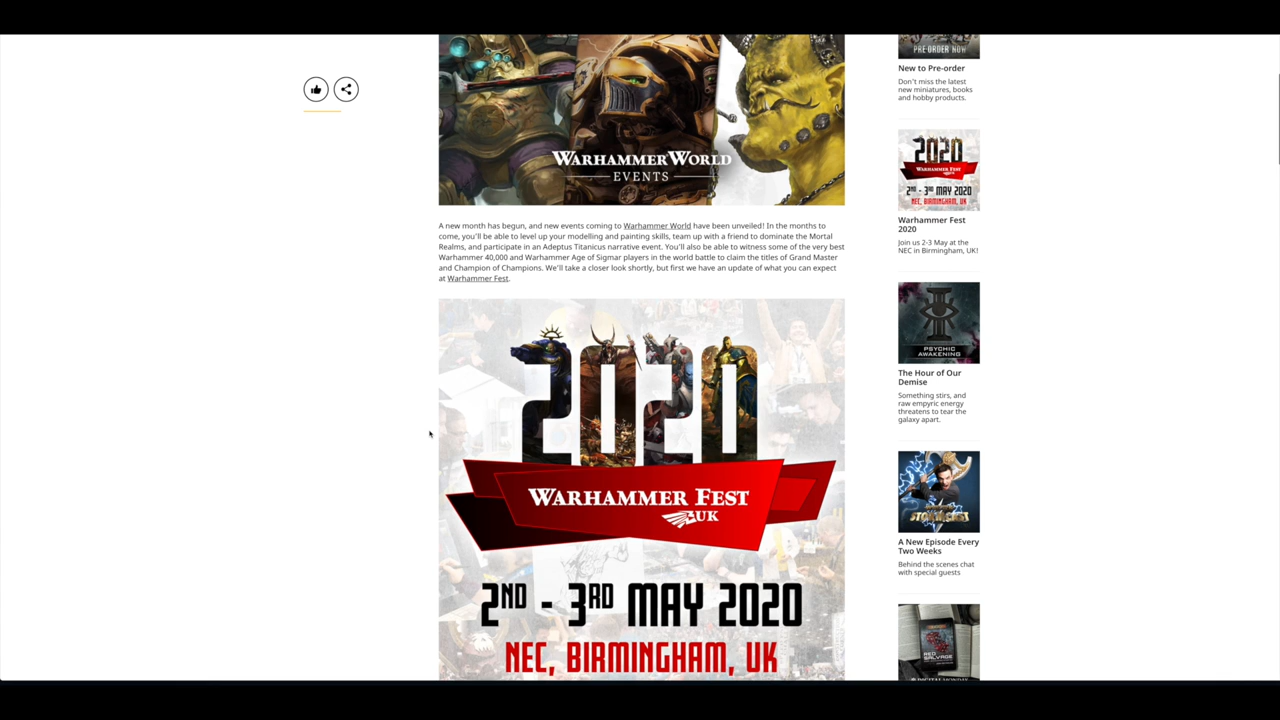 WARHAMMER WORLD
EVENTS
A new month has begun, and new events coming to Warhammer World have been unveiled! In the months to
come, you'll be able to level up your modelling and painting skills, team up with a friend to dominate the Mortal
Realms, and participate in an Adeptus Titanicus narrative event. You'll also be able to witness some of the very best
Warhammer 40,000 and Warhammer Age of Sigmar players in the world battle to claim the titles of Grand Master
and Champion of Champions. We'll take a closer look shortly, but first we have an update of what you can expect
at Warhammer Fest.
2020
WARHAMMER FEST
UK
2ND - 3RD MAY 2020
NEC, BIRMINGHAM, UK
PRE-ORDER NOW
New to Pre-order
Don't miss the latest
new miniatures, books
and hobby products.
2020
WARHAMMER FEST
2ND - 3RD MAY 2020
NEC, BIRMINGHAM, UK
Warhammer Fest
2020
Join us 2-3 May at the
NEC in Birmingham, UK!
PSYCHIC
AWAKENING
The Hour of Our
Demise
Something stirs, and
raw empyric energy
threatens to tear the
galaxy apart.
A New Episode Every
Two Weeks
Behind the scenes chat
with special guests
RED
SALVAGE
DIGITAL MONDAY